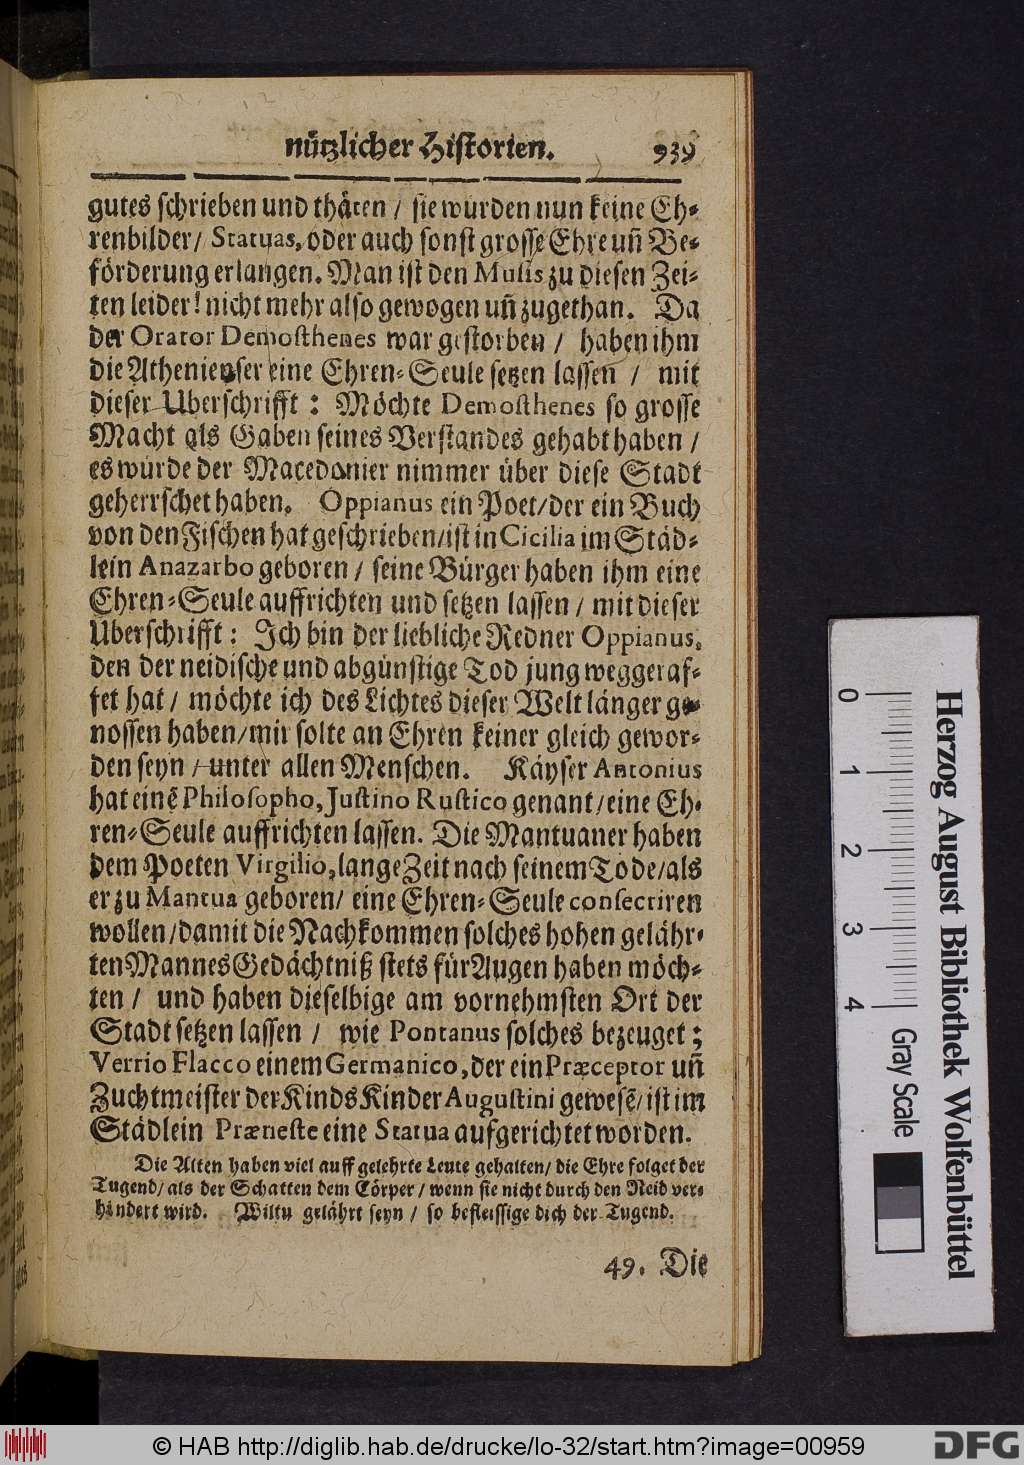 nützlicher Historien. 939
gutes schrieben und thäten / sie würden nun keine Eh-
renbilder / Statuas, oder auch sonst grosse Ehre uñ Be-
förderung erlangen. Man ist den Musis zu diesen Zei-
ten leider! nicht mehr also gewogen uñ zugethan. Da
der Orator Demosthenes war gestorben / haben ihm
die Athenienser eine Ehren-Seule setzen lassen / mit
dieser Uberschrifft: Möchte Demosthenes so grosse
Macht als Gaben seines Verstandes gehabt haben /
es würde der Macedonier nimmer über diese Stadt
geherrschet haben. Oppianus ein Poet / der ein Buch
von den Fischen hat geschrieben / ist in Cicilia im Städ-
lein Anazarbo geboren / seine Bürger haben ihm eine
Ehren-Seule auffrichten und setzen lassen / mit dieser
Uberschrifft: Ich bin der liebliche Redner Oppianus,
den der neidische und abgünstige Tod jung weggeraf-
fet hat / möchte ich des Lichtes dieser Welt länger ge-
nossen haben / mir solte an Ehren keiner gleich gewor-
den seyn / unter allen Menschen. Käyser Antonius
hat einē Philosopho, Justino Rustico genant / eine Eh-
ren-Seule auffrichten lassen. Die Mantuaner haben
dem Poeten Virgilio, lange Zeit nach seinem Tode / als
er zu Mantua geboren / eine Ehren-Seule consecriren
wollen / damit die Nachkommen solches hohen gelähr-
ten Mannes Gedächtniß stets für Augen haben möch-
ten / und haben dieselbige am vornehmsten Ort der
Stadt setzen lassen / wie Pontanus solches bezeuget;
Verrio Flacco einem Germanico, der ein Præceptor uñ
Zuchtmeister der Kinds Kinder Augustini gewesē / ist im
Städlein Præneste eine Statua aufgerichtet worden.
Die Alten haben viel auff gelehrte Leute gehalten / die Ehre folget der
Tugend / als der Schatten dem Cörper / wenn sie nicht durch den Neid ver-
hindert wird. Wiltu gelährt seyn / so befleissige dich der Tugend.
49. Die
0 1 2 3 4
Gray Scale
Herzog August Bibliothek Wolfenbüttel
© HAB http://diglib.hab.de/drucke/lo-32/start.htm?image=00959
DFG